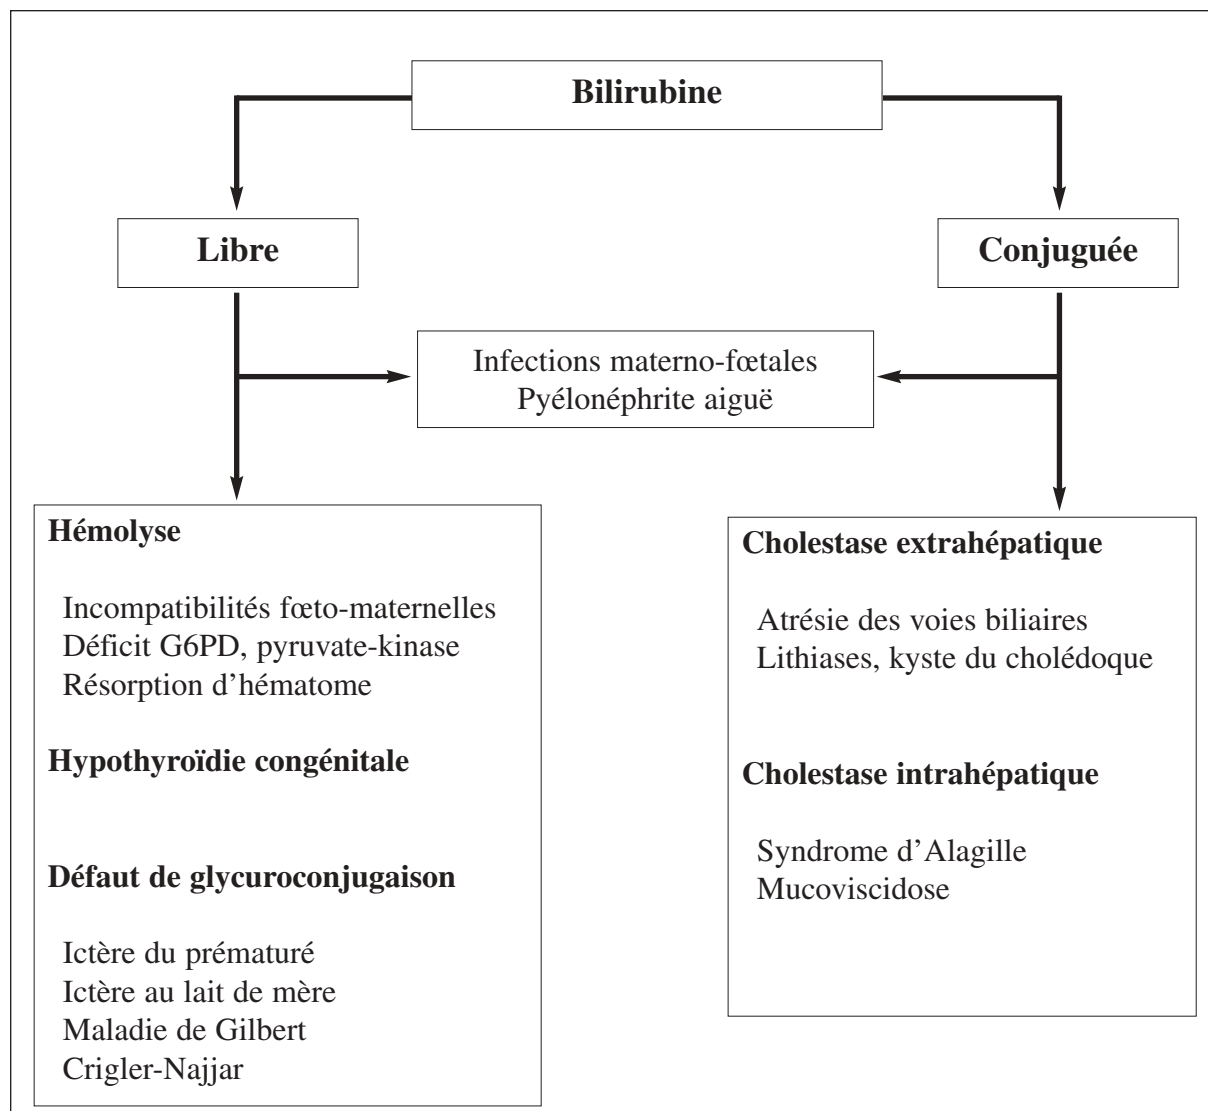 Bilirubine
Libre
Conjuguée
Infections materno-fœtales
Pyélonéphrite aiguë
Hémolyse
Incompatibilités fœto-maternelles
Déficit G6PD, pyruvate-kinase
Résorption d’hématome
Hypothyroïdie congénitale
Défaut de glycuroconjugaison
Ictère du prématuré
Ictère au lait de mère
Maladie de Gilbert
Crigler-Najjar
Cholestase extrahépatique
Atrésie des voies biliaires
Lithiases, kyste du cholédoque
Cholestase intrahépatique
Syndrome d’Alagille
Mucoviscidose